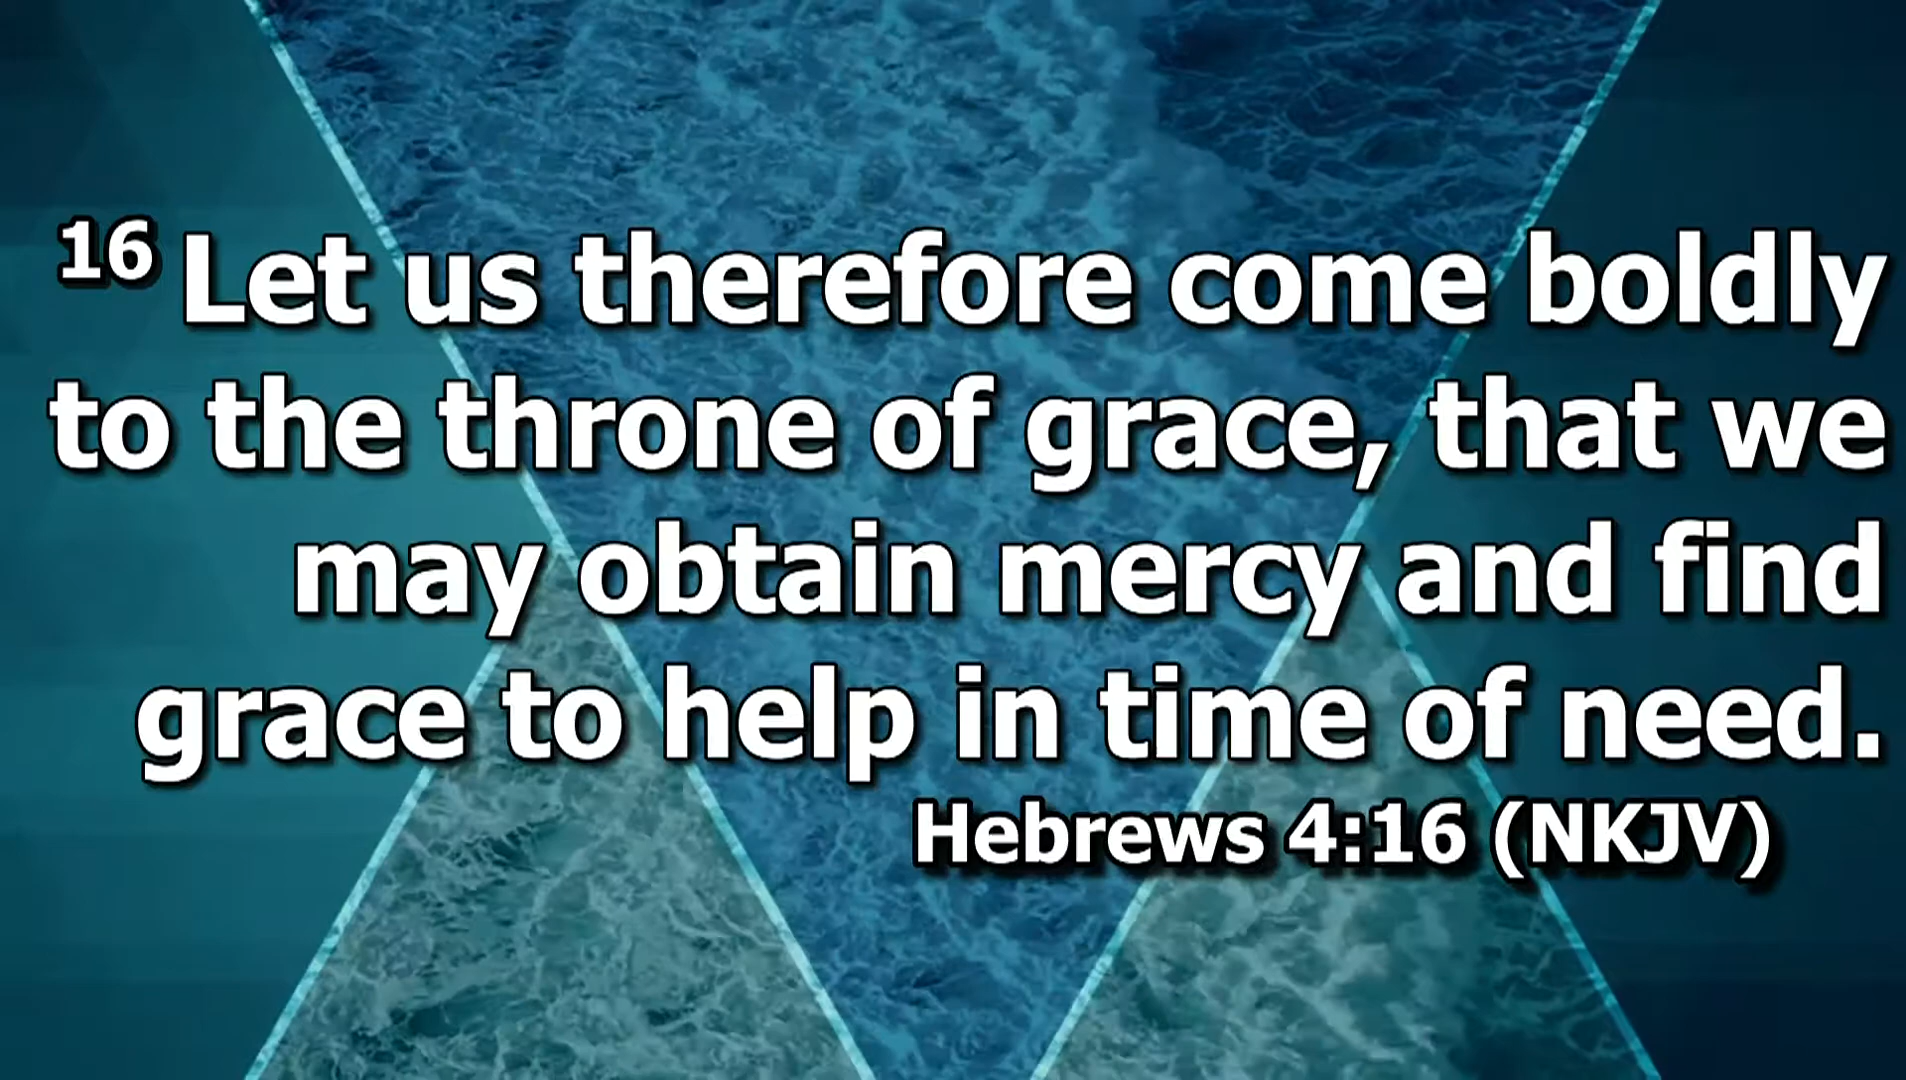 16 Let us therefore come boldly
to the throne of grace, that we
may obtain mercy and find
grace to help in time of need.
Hebrews 4:16 (NKJV)